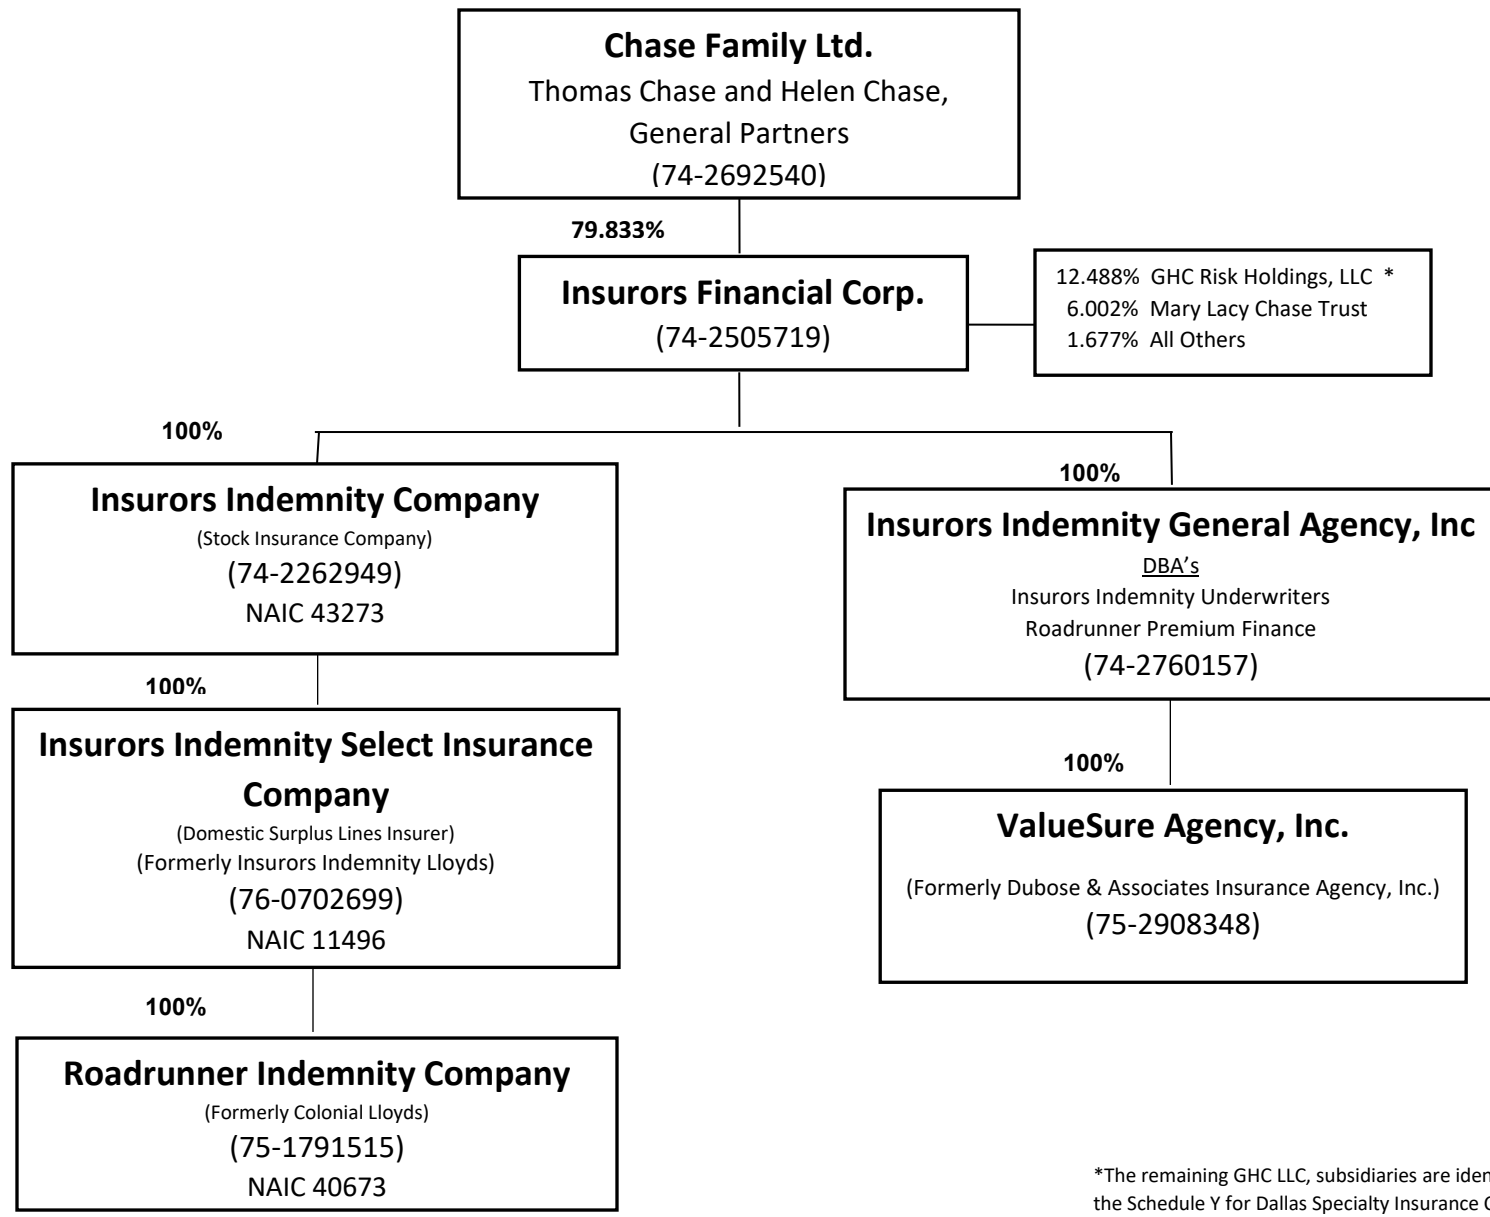 Chase Family Ltd.
Thomas Chase and Helen Chase,
General Partners
(74-2692540)
79.833%
Insurors Financial Corp.
(74-2505719)
12.488% GHC Risk Holdings, LLC *
6.002% Mary Lacy Chase Trust
1.677% All Others
100%
Insurors Indemnity Company
(Stock Insurance Company)
(74-2262949)
NAIC 43273
100%
Insurors Indemnity Select Insurance
Company
(Domestic Surplus Lines Insurer)
(Formerly Insurors Indemnity Lloyds)
(76-0702699)
NAIC 11496
100%
Roadrunner Indemnity Company
(Formerly Colonial Lloyds)
(75-1791515)
NAIC 40673
100%
Insurors Indemnity General Agency, Inc
DBA’s
Insurors Indemnity Underwriters
Roadrunner Premium Finance
(74-2760157)
100%
ValueSure Agency, Inc.
(Formerly Dubose & Associates Insurance Agency, Inc.)
(75-2908348)
*The remaining GHC LLC, subsidiaries are
the Schedule Y for Dallas Specialty Insurance